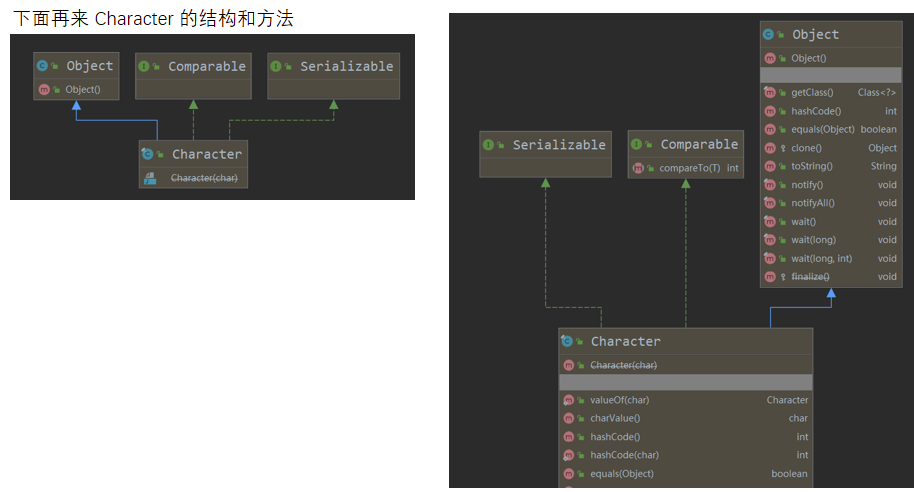 下面再来 Character 的结构和方法
Object
Object()
Comparable
Serializable
Character
Character(char)
Object
Object()
getClass() Class<?>
hashCode() int
equals(Object) boolean
clone() Object
toString() String
notify() void
notifyAll() void
wait() void
wait(long) void
wait(long, int) void
finalize() void
Serializable
Comparable
compareTo(T) int
Character
Character(char)
valueOf(char) Character
charValue() char
hashCode() int
hashCode(char) int
equals(Object) boolean